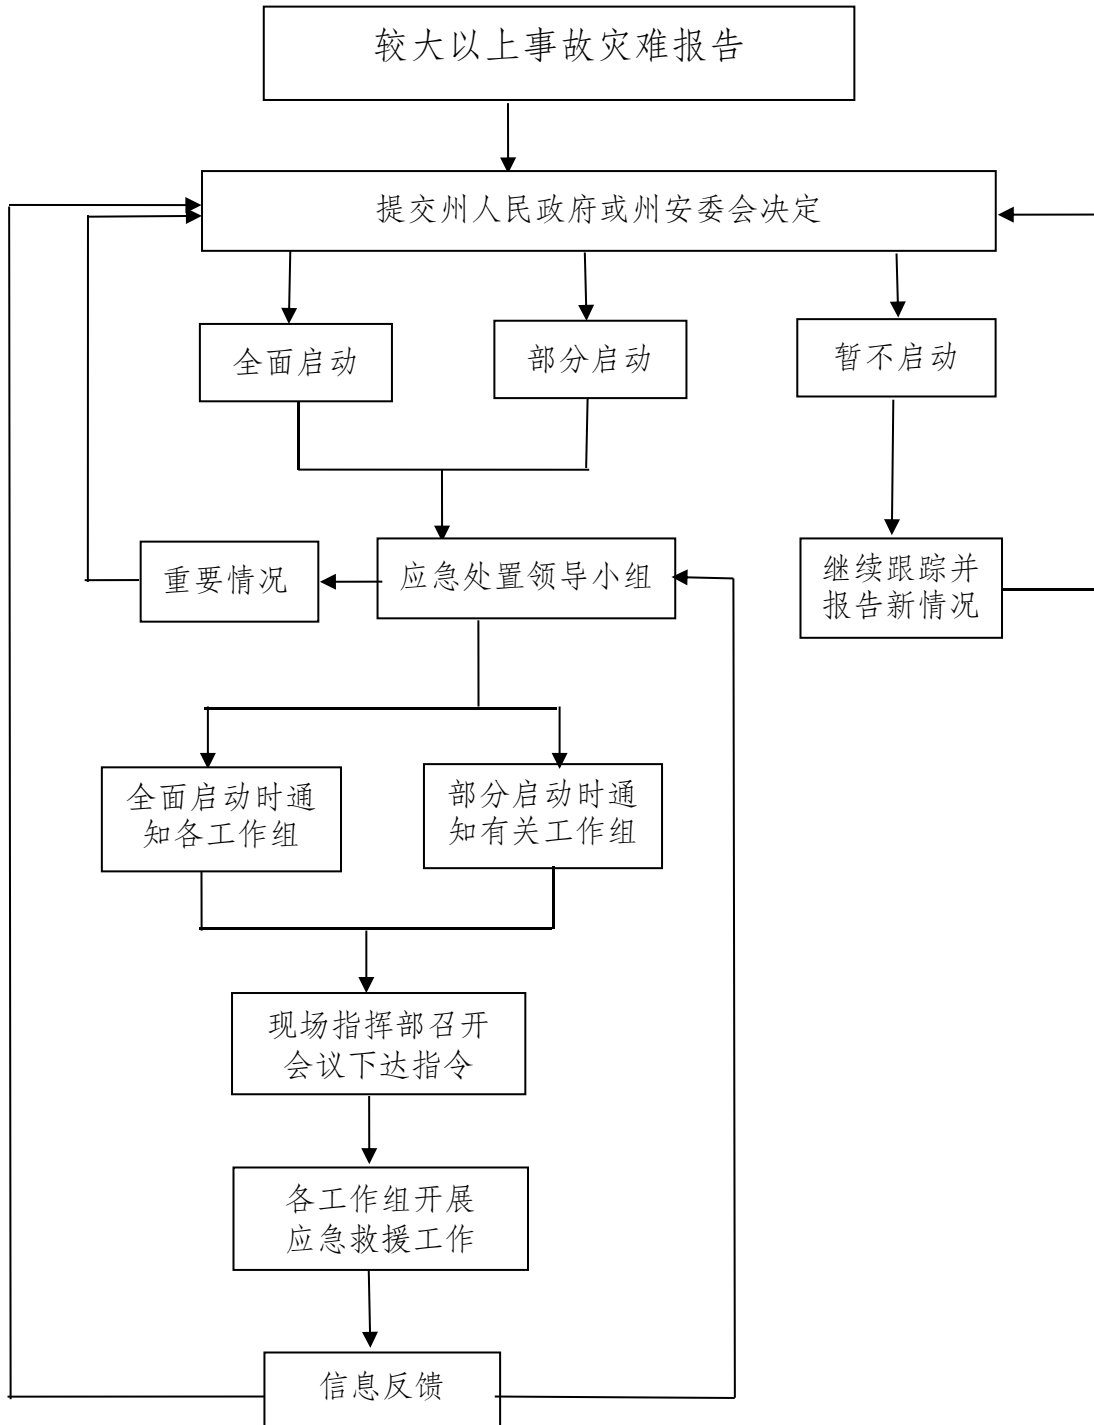 较大以上事故灾难报告
提交州人民政府或州安委会决定
全面启动
部分启动
暂不启动
重要情况
应急处置领导小组
继续跟踪并
报告新情况
全面启动时通
知各工作组
部分启动时通
知有关工作组
现场指挥部召开
会议下达指令
各工作组开展
应急救援工作
信息反馈